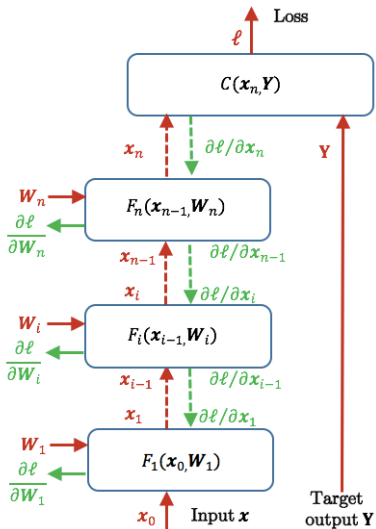 ℓ Loss
C(xₙ,Y)
xₙ ∂ℓ/∂xₙ Y
Wₙ Fₙ(xₙ₋₁,Wₙ)
∂ℓ/∂Wₙ
xₙ₋₁ ∂ℓ/∂xₙ₋₁
xᵢ ∂ℓ/∂xᵢ
Wᵢ Fᵢ(xᵢ₋₁,Wᵢ)
∂ℓ/∂Wᵢ
xᵢ₋₁ ∂ℓ/∂xᵢ₋₁
x₁ ∂ℓ/∂x₁
W₁ F₁(x₀,W₁)
∂ℓ/∂W₁
x₀ Input x
Target
output Y